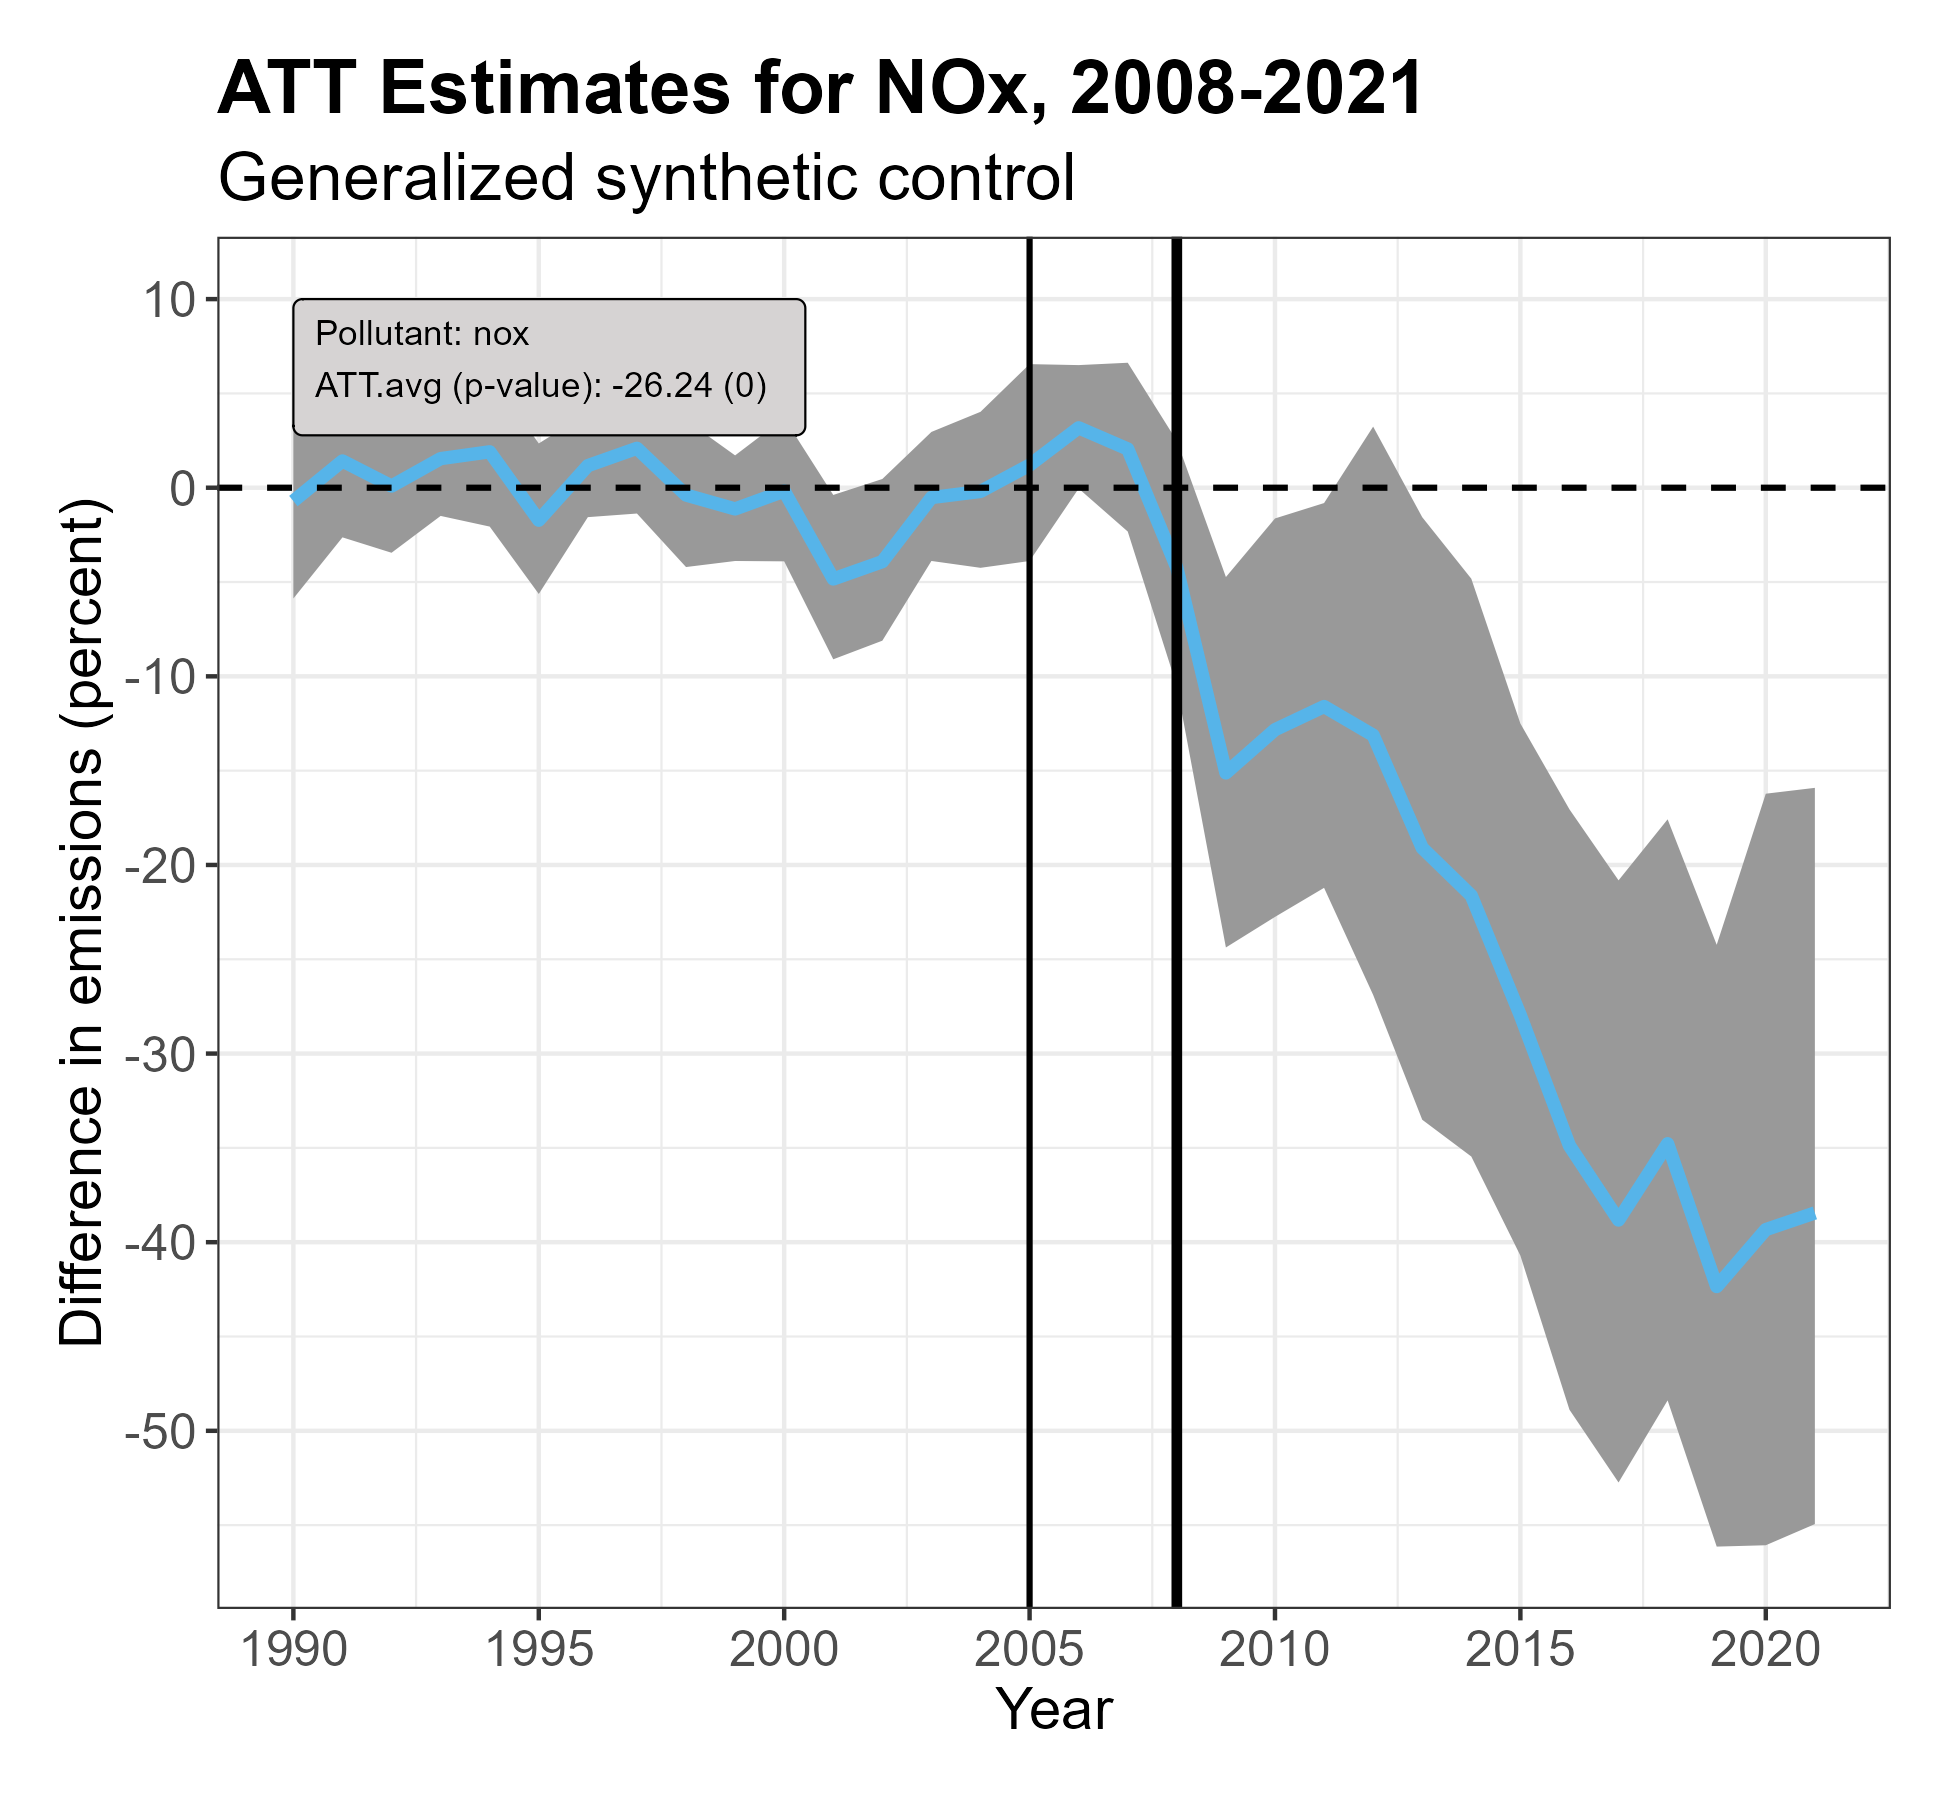 ATT Estimates for NOx, 2008-2021
Generalized synthetic control
10
0
-10
-20
-30
-40
-50
Difference in emissions (percent)
Pollutant: nox
ATT.avg (p-value): -26.24 (0)
1990 1995 2000 2005 2010 2015 2020
Year